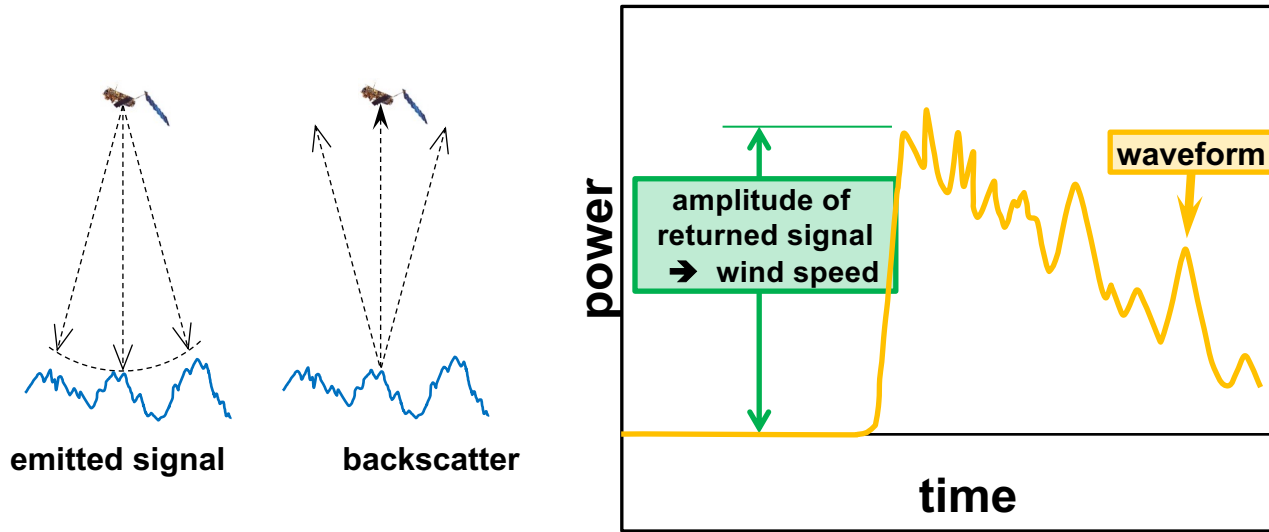 emitted signal
backscatter
power
amplitude of
returned signal
➔ wind speed
waveform
time